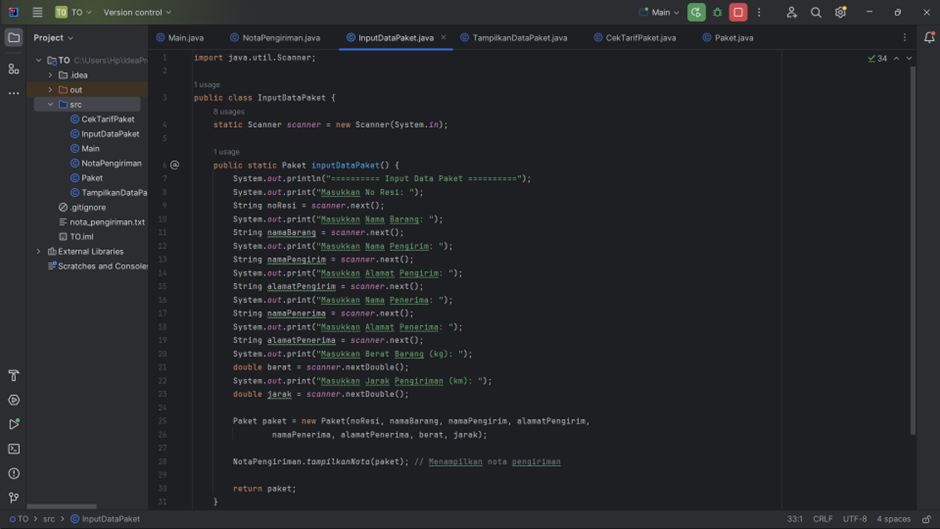 TO TO Version control Main
Project
Main.java NotaPengiriman.java InputDataPaket.java TampilkanDataPaket.java CekTarifPaket.java Paket.java
TO C:\Users\Hp\IdeaPro
.idea
out
src
CekTarifPaket
InputDataPaket
Main
NotaPengiriman
Paket
TampilkanDataPa
.gitignore
nota_pengiriman.txt
TO.iml
External Libraries
Scratches and Consoles
34
1 import java.util.Scanner;
2
1 usage
3 public class InputDataPaket {
8 usages
4 static Scanner scanner = new Scanner(System.in);
5
1 usage
6 @ public static Paket inputDataPaket() {
7 System.out.println("========== Input Data Paket ==========");
8 System.out.print("Masukkan No Resi: ");
9 String noResi = scanner.next();
10 System.out.print("Masukkan Nama Barang: ");
11 String namaBarang = scanner.next();
12 System.out.print("Masukkan Nama Pengirim: ");
13 String namaPengirim = scanner.next();
14 System.out.print("Masukkan Alamat Pengirim: ");
15 String alamatPengirim = scanner.next();
16 System.out.print("Masukkan Nama Penerima: ");
17 String namaPenerima = scanner.next();
18 System.out.print("Masukkan Alamat Penerima: ");
19 String alamatPenerima = scanner.next();
20 System.out.print("Masukkan Berat Barang (kg): ");
21 double berat = scanner.nextDouble();
22 System.out.print("Masukkan Jarak Pengiriman (km): ");
23 double jarak = scanner.nextDouble();
24
25 Paket paket = new Paket(noResi, namaBarang, namaPengirim, alamatPengirim,
26 namaPenerima, alamatPenerima, berat, jarak);
27
28 NotaPengiriman.tampilkanNota(paket); // Menampilkan nota pengiriman
29
30 return paket;
31 }
TO src InputDataPaket 33:1 CRLF UTF-8 4 spaces